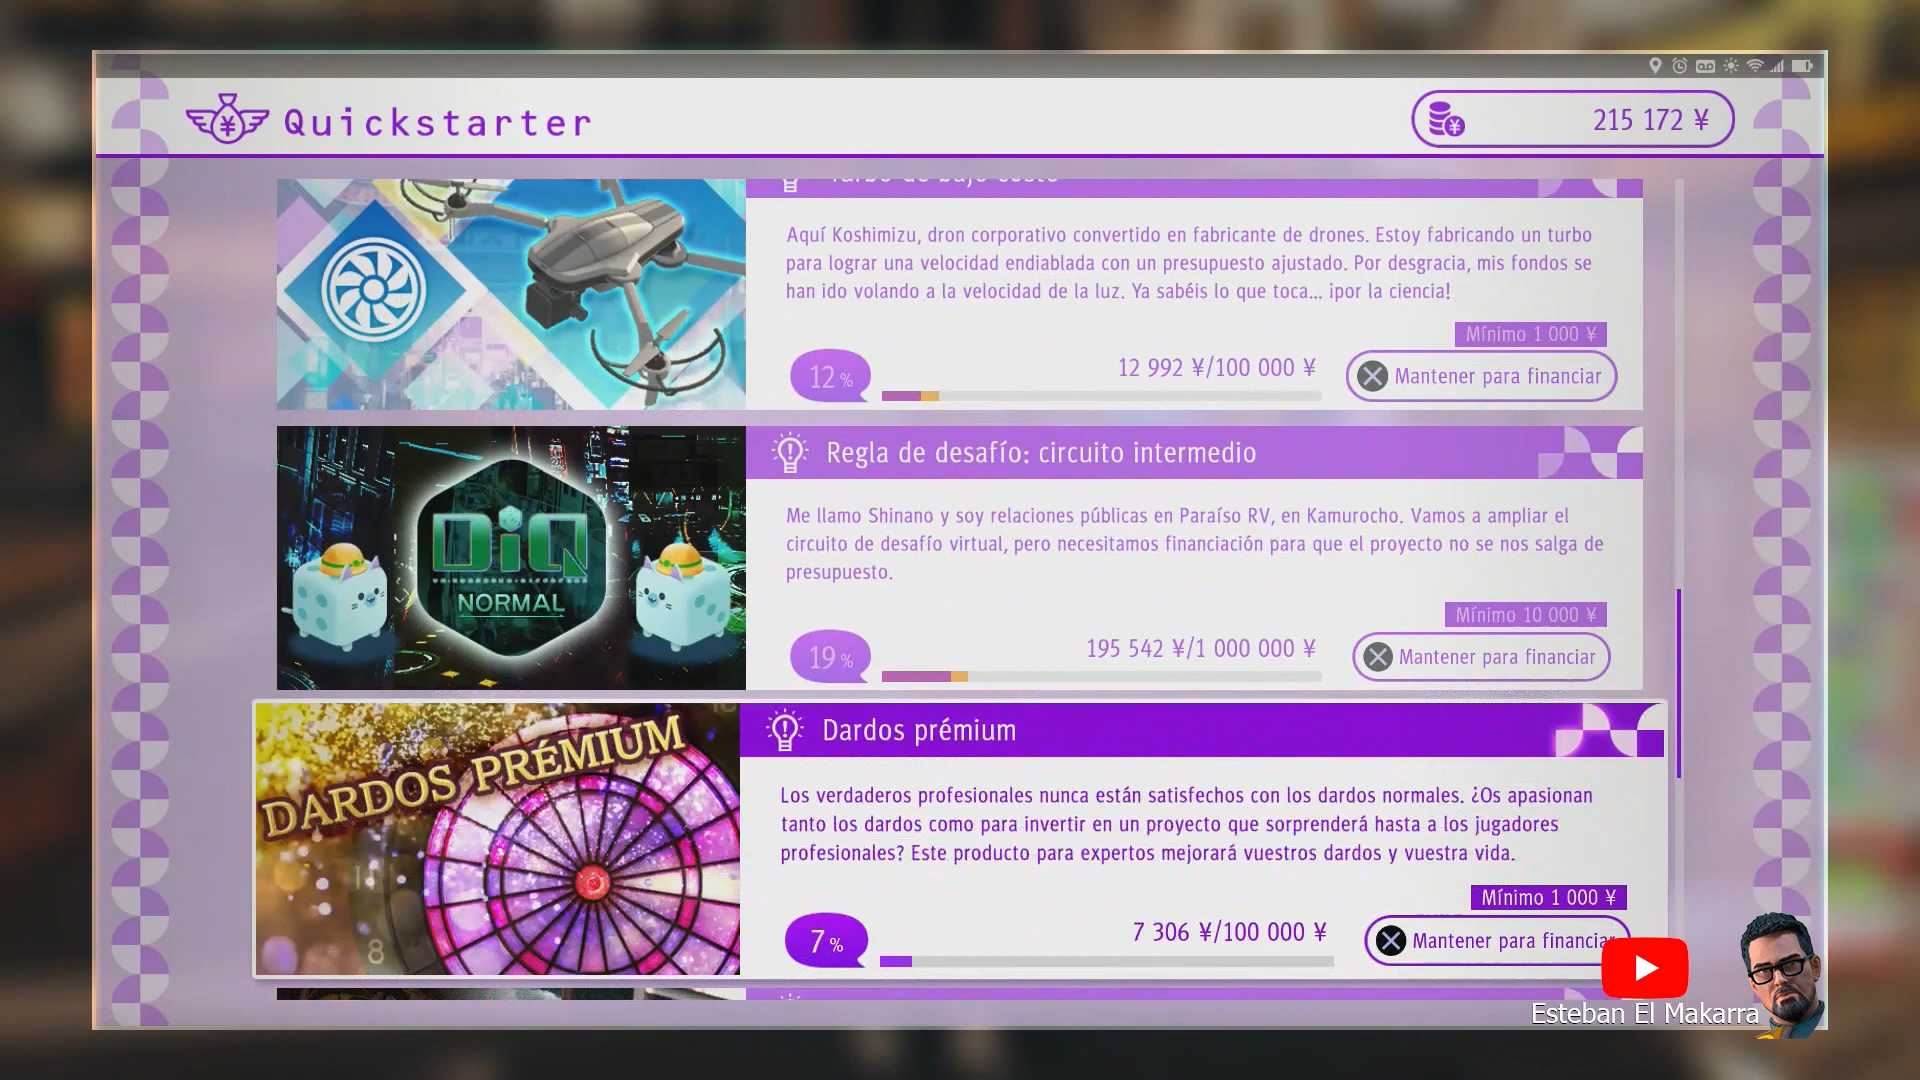 Quickstarter
215 172 ¥
Turbo de bajo coste
Aquí Koshimizu, dron corporativo convertido en fabricante de drones. Estoy fabricando un turbo
para lograr una velocidad endiablada con un presupuesto ajustado. Por desgracia, mis fondos se
han ido volando a la velocidad de la luz. Ya sabéis lo que toca... ¡por la ciencia!
Mínimo 1 000 ¥
12 %
12 992 ¥/100 000 ¥
Mantener para financiar
DiQ
NORMAL
Regla de desafío: circuito intermedio
Me llamo Shinano y soy relaciones públicas en Paraíso RV, en Kamurocho. Vamos a ampliar el
circuito de desafío virtual, pero necesitamos financiación para que el proyecto no se nos salga de
presupuesto.
Mínimo 10 000 ¥
19 %
195 542 ¥/1 000 000 ¥
Mantener para financiar
DARDOS PRÉMIUM
8
Dardos prémium
Los verdaderos profesionales nunca están satisfechos con los dardos normales. ¿Os apasionan
tanto los dardos como para invertir en un proyecto que sorprenderá hasta a los jugadores
profesionales? Este producto para expertos mejorará vuestros dardos y vuestra vida.
Mínimo 1 000 ¥
7 %
7 306 ¥/100 000 ¥
Mantener para financiar
Esteban El Makarra